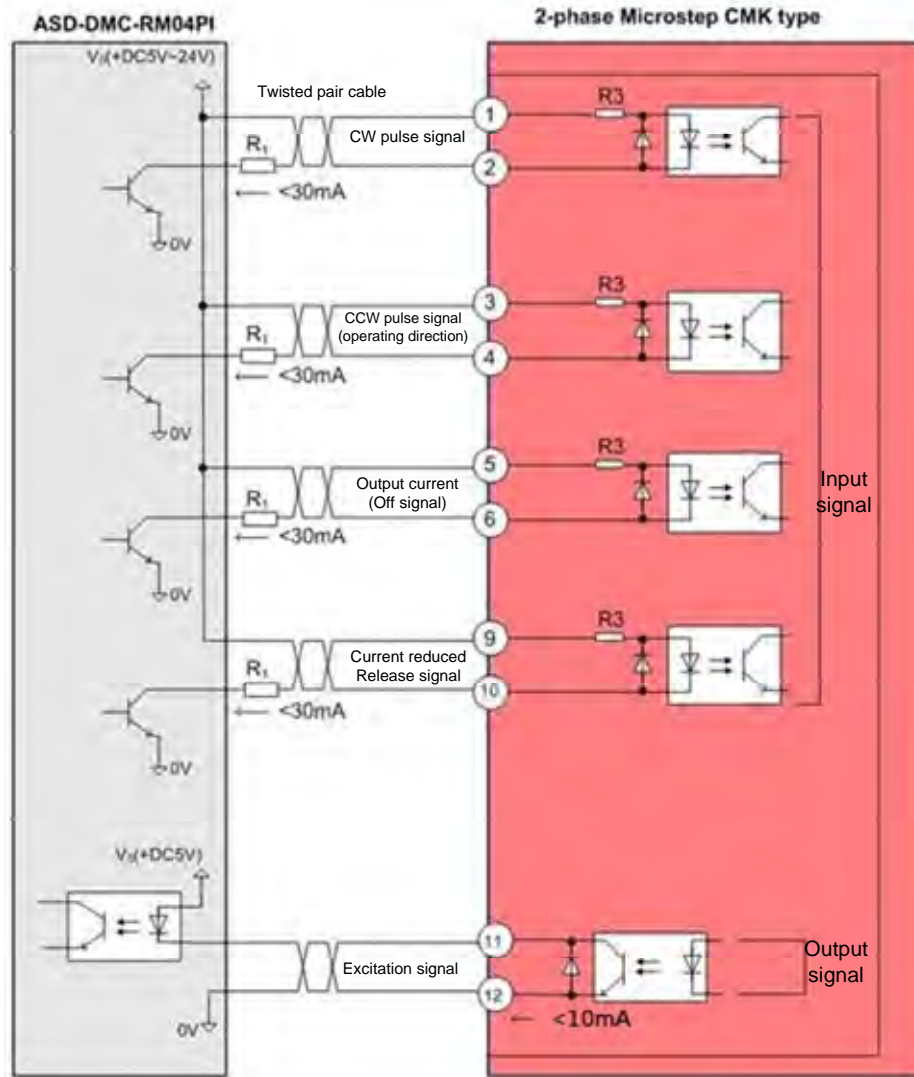 ASD-DMC-RM04PI
2-phase Microstep CMK type
V₀(+DC5V~24V)
Twisted pair cable
CW pulse signal
R₁
<30mA
0V
1
2
R3
CCW pulse signal
(operating direction)
R₁
<30mA
0V
3
4
R3
Output current
(Off signal)
R₁
<30mA
0V
5
6
R3
Input
signal
Current reduced
Release signal
R₁
<30mA
0V
9
10
R3
V₀(+DC5V)
Excitation signal
0V
11
12
<10mA
Output
signal